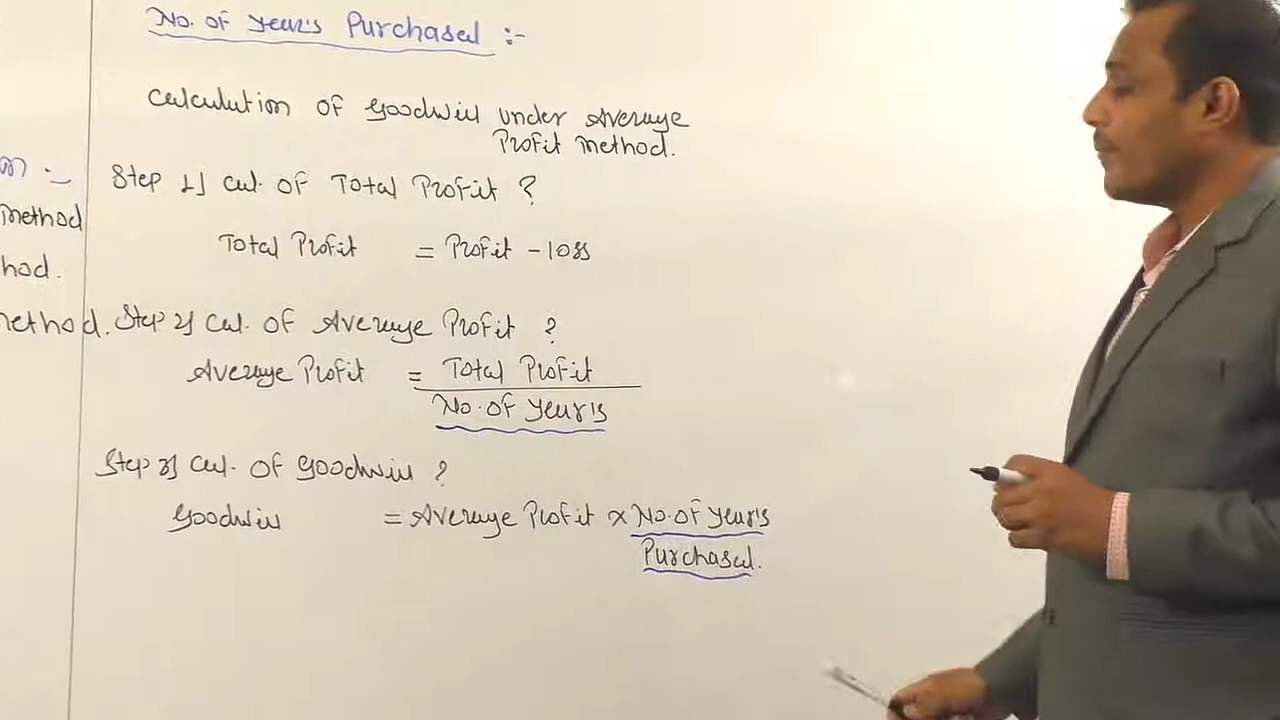 No. of Year's Purchased :-
Calculation of Goodwill under Average
Profit method.
Step 1] Cal. of Total Profit ?
Total Profit = Profit - loss
method
hod.
method.
Step 2] Cal. of Average Profit ?
Average Profit = Total Profit
No. of Year's
Step 3] Cal. of Goodwill ?
Goodwill = Average Profit x No. of Year's
Purchased.